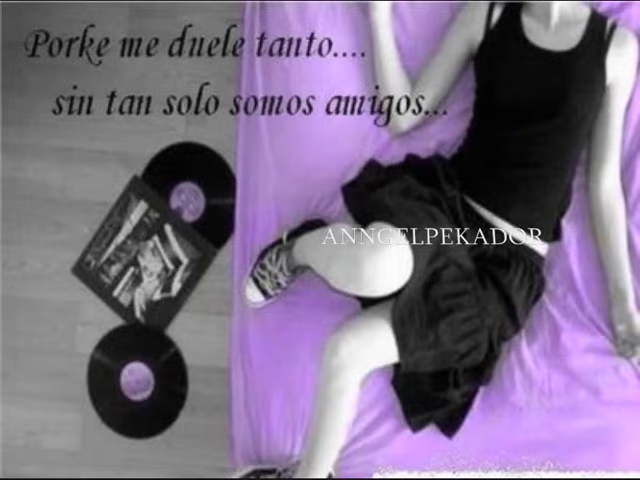 Porke me duele tanto....
sin tan solo somos amigos...
ANNGELPEKADOR